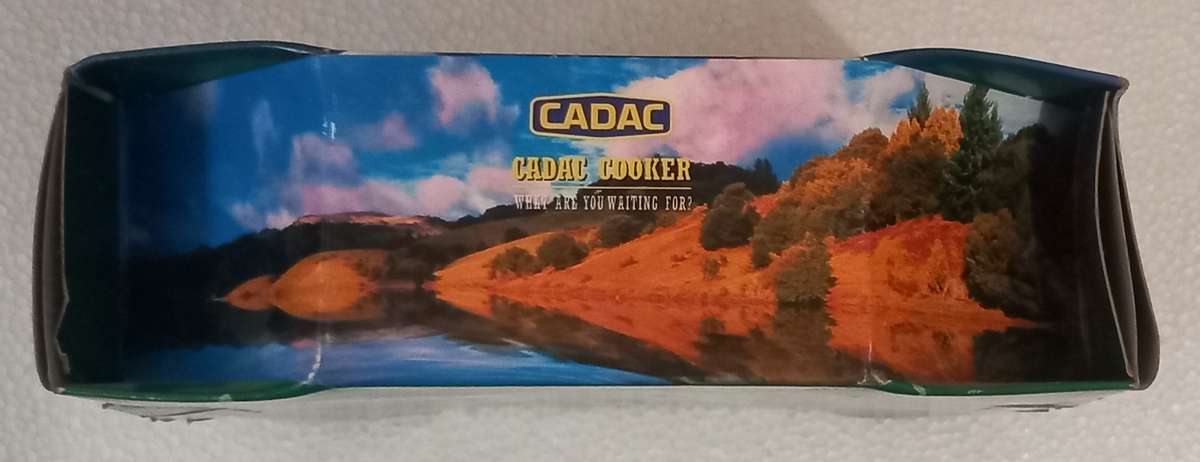 CADAC
CADAC COOKER
WHAT ARE YOU WAITING FOR?